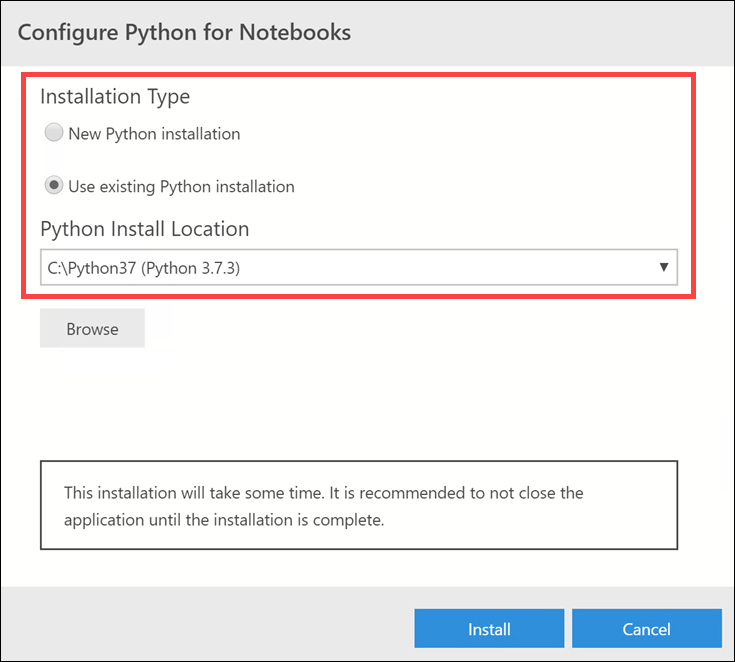 Configure Python for Notebooks
Installation Type
New Python installation
Use existing Python installation
Python Install Location
C:\Python37 (Python 3.7.3)
Browse
This installation will take some time. It is recommended to not close the
application until the installation is complete.
Install
Cancel